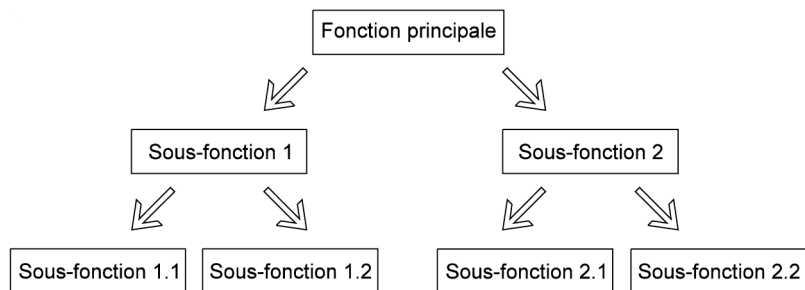 Fonction principale
Sous-fonction 1
Sous-fonction 2
Sous-fonction 1.1
Sous-fonction 1.2
Sous-fonction 2.1
Sous-fonction 2.2